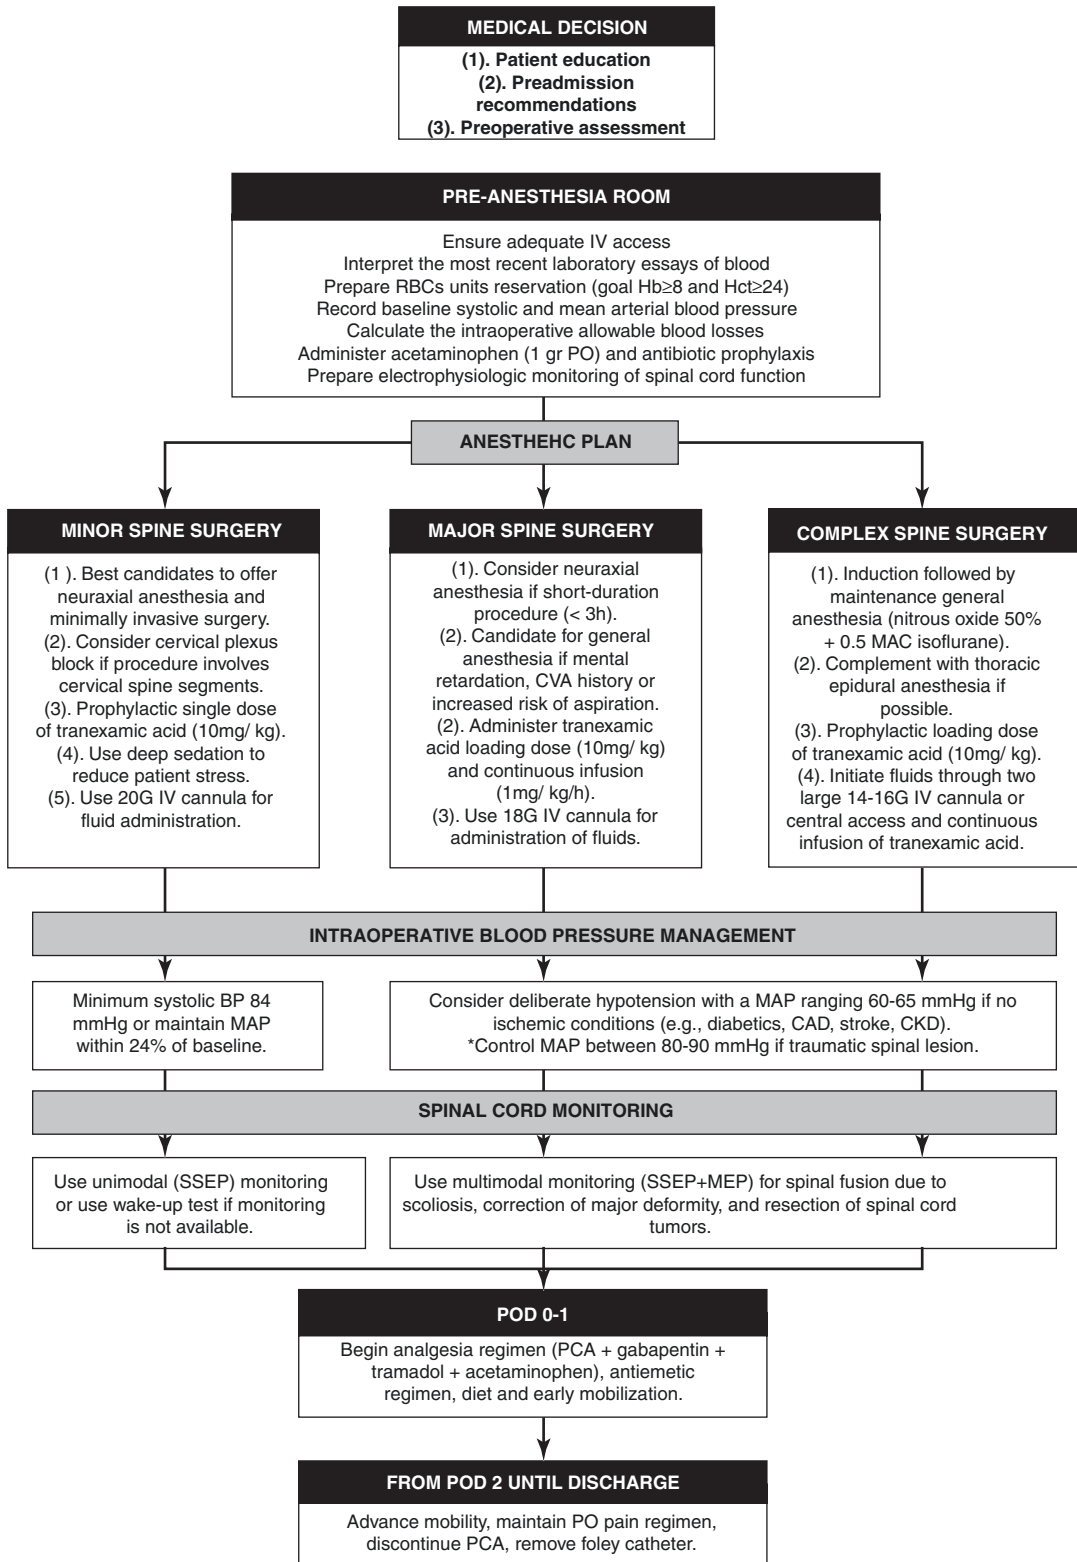 MEDICAL DECISION
(1). Patient education
(2). Preadmission
recommendations
(3). Preoperative assessment
PRE-ANESTHESIA ROOM
Ensure adequate IV access
Interpret the most recent laboratory essays of blood
Prepare RBCs units reservation (goal Hb≥8 and Hct≥24)
Record baseline systolic and mean arterial blood pressure
Calculate the intraoperative allowable blood losses
Administer acetaminophen (1 gr PO) and antibiotic prophylaxis
Prepare electrophysiologic monitoring of spinal cord function
ANESTHEHC PLAN
MINOR SPINE SURGERY
(1 ). Best candidates to offer
neuraxial anesthesia and
minimally invasive surgery.
(2). Consider cervical plexus
block if procedure involves
cervical spine segments.
(3). Prophylactic single dose
of tranexamic acid (10mg/ kg).
(4). Use deep sedation to
reduce patient stress.
(5). Use 20G IV cannula for
fluid administration.
MAJOR SPINE SURGERY
(1). Consider neuraxial
anesthesia if short-duration
procedure (< 3h).
(2). Candidate for general
anesthesia if mental
retardation, CVA history or
increased risk of aspiration.
(2). Administer tranexamic
acid loading dose (10mg/ kg)
and continuous infusion
(1mg/ kg/h).
(3). Use 18G IV cannula for
administration of fluids.
COMPLEX SPINE SURGERY
(1). Induction followed by
maintenance general
anesthesia (nitrous oxide 50%
+ 0.5 MAC isoflurane).
(2). Complement with thoracic
epidural anesthesia if
possible.
(3). Prophylactic loading dose
of tranexamic acid (10mg/ kg).
(4). Initiate fluids through two
large 14-16G IV cannula or
central access and continuous
infusion of tranexamic acid.
INTRAOPERATIVE BLOOD PRESSURE MANAGEMENT
Minimum systolic BP 84
mmHg or maintain MAP
within 24% of baseline.
Consider deliberate hypotension with a MAP ranging 60-65 mmHg if no
ischemic conditions (e.g., diabetics, CAD, stroke, CKD).
*Control MAP between 80-90 mmHg if traumatic spinal lesion.
SPINAL CORD MONITORING
Use unimodal (SSEP) monitoring
or use wake-up test if monitoring
is not available.
Use multimodal monitoring (SSEP+MEP) for spinal fusion due to
scoliosis, correction of major deformity, and resection of spinal cord
tumors.
POD 0-1
Begin analgesia regimen (PCA + gabapentin +
tramadol + acetaminophen), antiemetic
regimen, diet and early mobilization.
FROM POD 2 UNTIL DISCHARGE
Advance mobility, maintain PO pain regimen,
discontinue PCA, remove foley catheter.